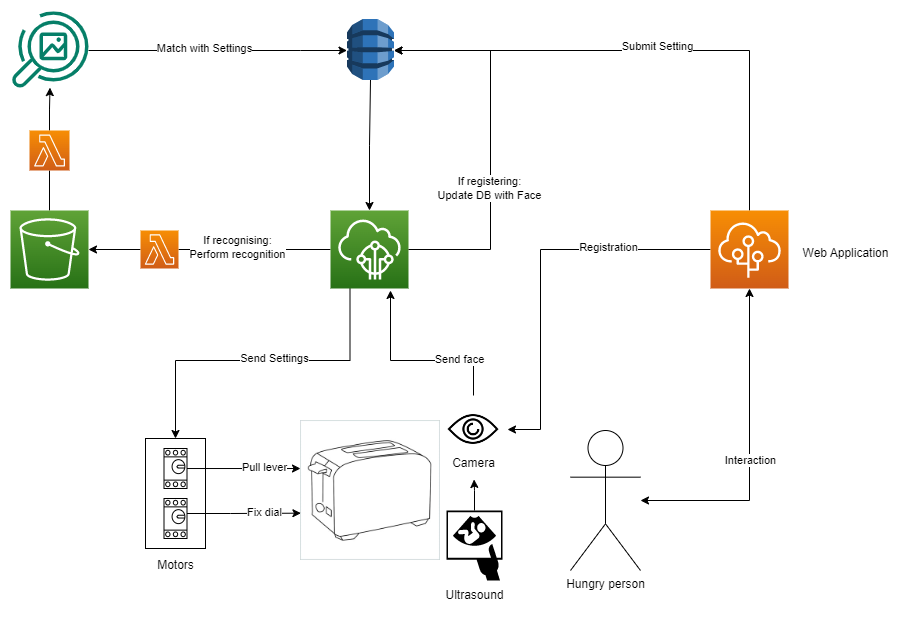 Match with Settings
Submit Setting
If registering:
Update DB with Face
If recognising:
Perform recognition
Registration
Web Application
Send Settings
Send face
Camera
Interaction
Pull lever
Fix dial
Motors
Hungry person
Ultrasound